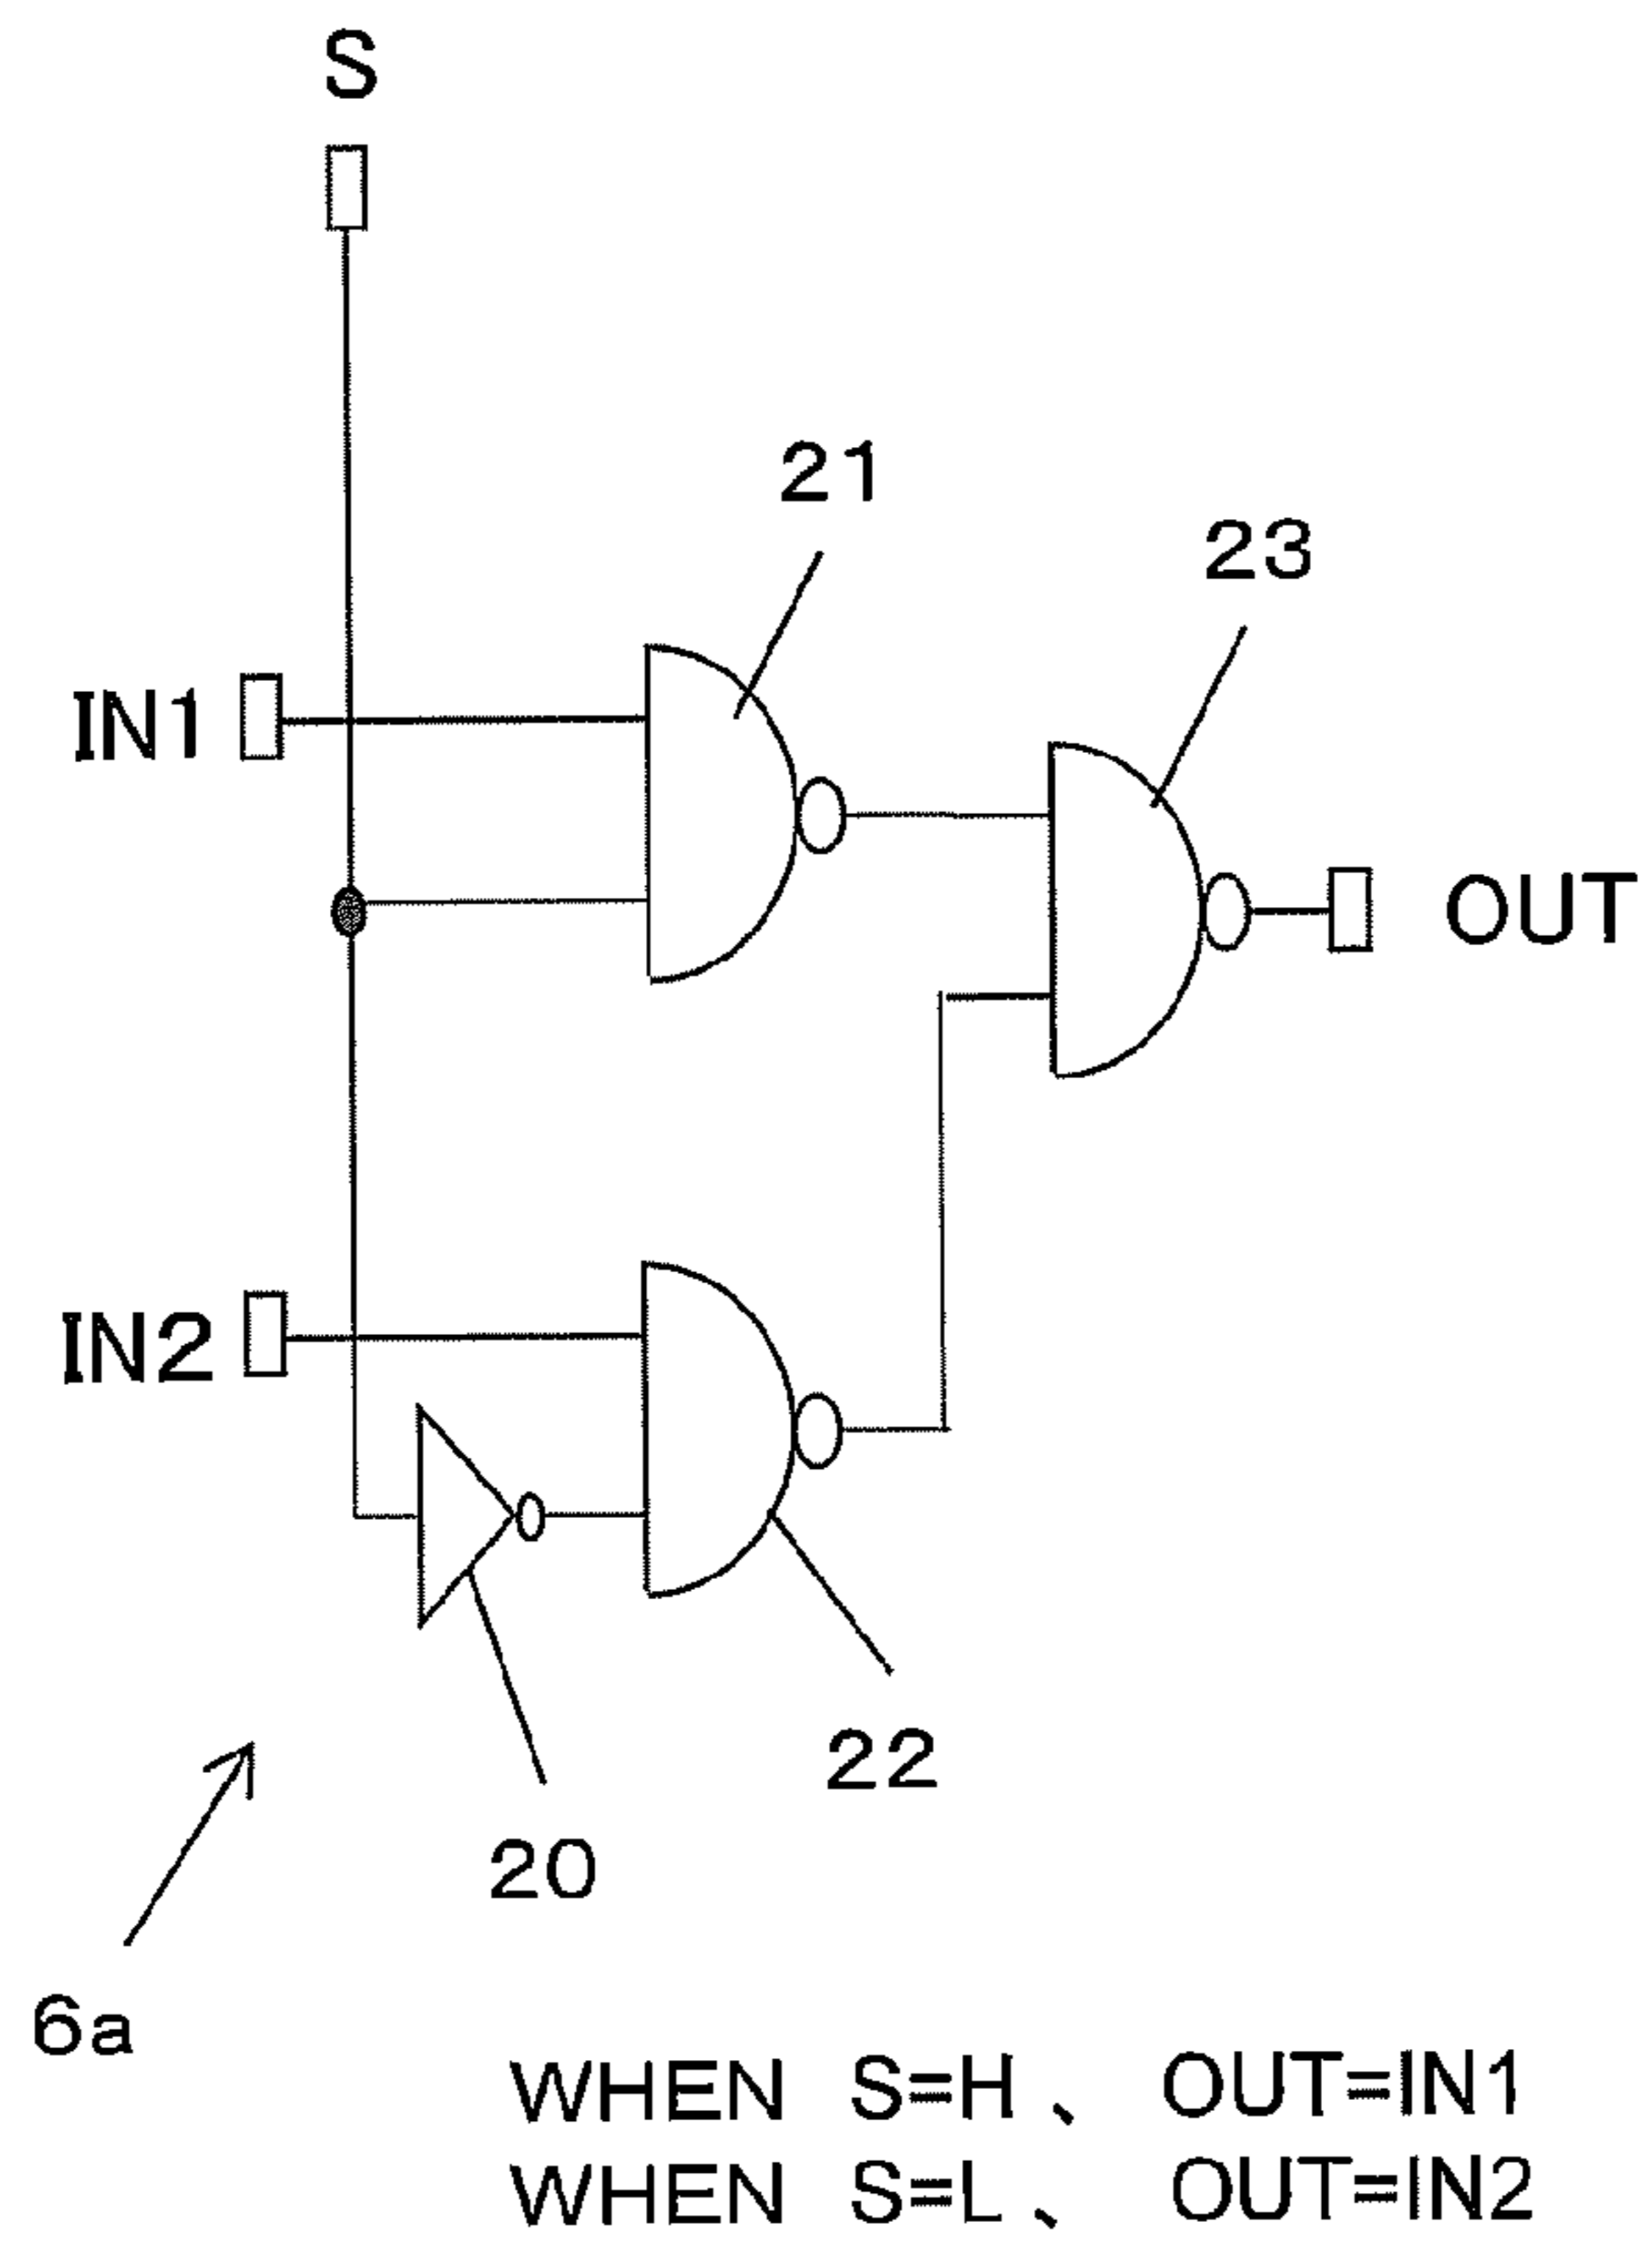 S
21
23
IN1
OUT
IN2
22
20
6a
WHEN S=H、 OUT=IN1
WHEN S=L、 OUT=IN2